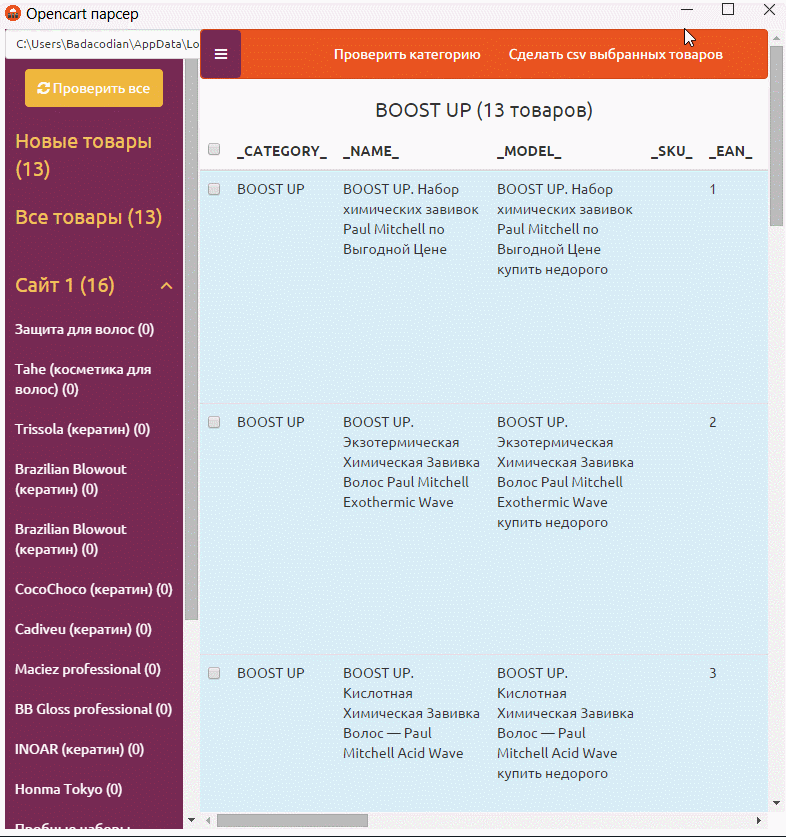 Opencart парсер
C:\Users\Badacodian\AppData\Lo
Проверить все
Новые товары
(13)
Все товары (13)
Сайт 1 (16)
Защита для волос (0)
Tahe (косметика для
волос) (0)
Trissola (кератин) (0)
Brazilian Blowout
(кератин) (0)
Brazilian Blowout
(кератин) (0)
CocoChoco (кератин) (0)
Cadiveu (кератин) (0)
Maciez professional (0)
BB Gloss professional (0)
INOAR (кератин) (0)
Honma Tokyo (0)
Пробные наборы
Проверить категорию Сделать csv выбранных товаров
BOOST UP (13 товаров)
_CATEGORY_ _NAME_ _MODEL_ _SKU_ _EAN_
BOOST UP
BOOST UP. Набор
химических завивок
Paul Mitchell по
Выгодной Цене
BOOST UP. Набор
химических завивок
Paul Mitchell по
Выгодной Цене
купить недорого
1
BOOST UP
BOOST UP.
Экзотермическая
Химическая Завивка
Волос Paul Mitchell
Exothermic Wave
BOOST UP.
Экзотермическая
Химическая Завивка
Волос Paul Mitchell
Exothermic Wave
купить недорого
2
BOOST UP
BOOST UP.
Кислотная
Химическая Завивка
Волос — Paul
Mitchell Acid Wave
BOOST UP.
Кислотная
Химическая Завивка
Волос — Paul
Mitchell Acid Wave
купить недорого
3